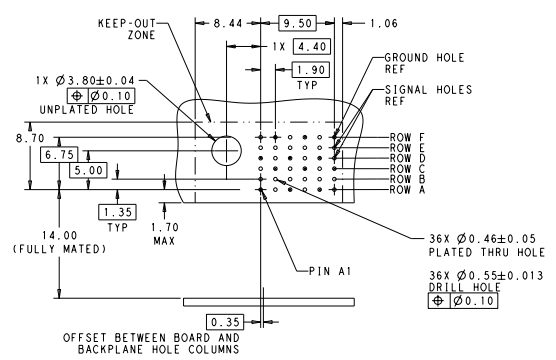 KEEP-OUT
ZONE
8.44
9.50
1.06
1X 4.40
1.90
TYP
GROUND HOLE
REF
SIGNAL HOLES
REF
1X Ø3.80±0.04
⌖ Ø0.10
UNPLATED HOLE
8.70
6.75
5.00
ROW F
ROW E
ROW D
ROW C
ROW B
ROW A
1.35
TYP
1.70
MAX
14.00
(FULLY MATED)
PIN A1
36X Ø0.46±0.05
PLATED THRU HOLE
36X Ø0.55±0.013
DRILL HOLE
⌖ Ø0.10
0.35
OFFSET BETWEEN BOARD AND
BACKPLANE HOLE COLUMNS